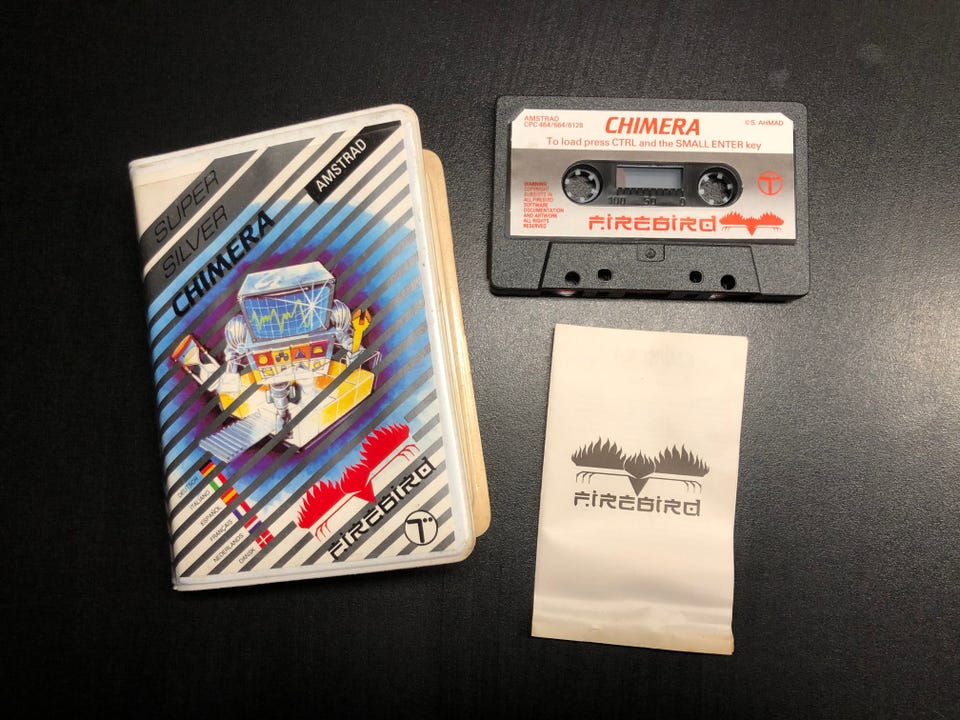 SUPER
SILVER
CHIMERA
AMSTRAD
DEUTSCH
ITALIANO
ESPAÑOL
FRANÇAIS
NEDERLANDS
DANSK
FIREBIRD
T
AMSTRAD
CPC 464/664/6128
CHIMERA
©S. AHMAD
To load press CTRL and the SMALL ENTER key
WARNING
COPYRIGHT
SUBSISTS IN
ALL FIREBIRD
SOFTWARE
DOCUMENTATION
AND ARTWORK
ALL RIGHTS
RESERVED
100 50 0
T
FIREBIRD
FIREBIRD